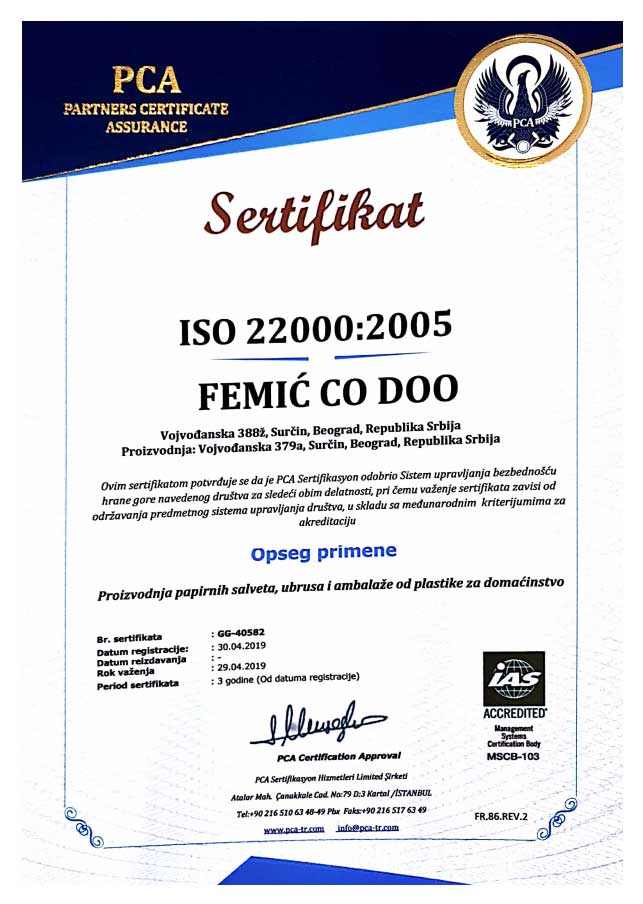 PCA
PARTNERS CERTIFICATE
ASSURANCE
PCA
Sertifikat
ISO 22000:2005
FEMIĆ CO DOO
Vojvođanska 388ž, Surčin, Beograd, Republika Srbija
Proizvodnja: Vojvođanska 379a, Surčin, Beograd, Republika Srbija
Ovim sertifikatom potvrđuje se da je PCA Sertifikasyon odobrio Sistem upravljanja bezbednošću
hrane gore navedenog društva za sledeći obim delatnosti, pri čemu važenje sertifikata zavisi od
održavanja predmetnog sistema upravljanja društva, u skladu sa međunarodnim kriterijumima za
akreditaciju
Opseg primene
Proizvodnja papirnih salveta, ubrusa i ambalaže od plastike za domaćinstvo
Br. sertifikata : GG-40582
Datum registracije: : 30.04.2019
Datum reizdavanja : -
Rok važenja : 29.04.2019
Period sertifikata : 3 godine (Od datuma registracije)
IAS
ACCREDITED
Management
Systems
Certification Body
MSCB-103
PCA Certification Approval
PCA Sertifikasyon Hizmetleri Limited Şirketi
Atalar Mah. Çanakkale Cad. No:79 D:3 Kartal /İSTANBUL
Tel:+90 216 510 63 48-49 Pbx Faks:+90 216 517 63 49
www.pca-tr.com info@pca-tr.com
FR.86.REV.2